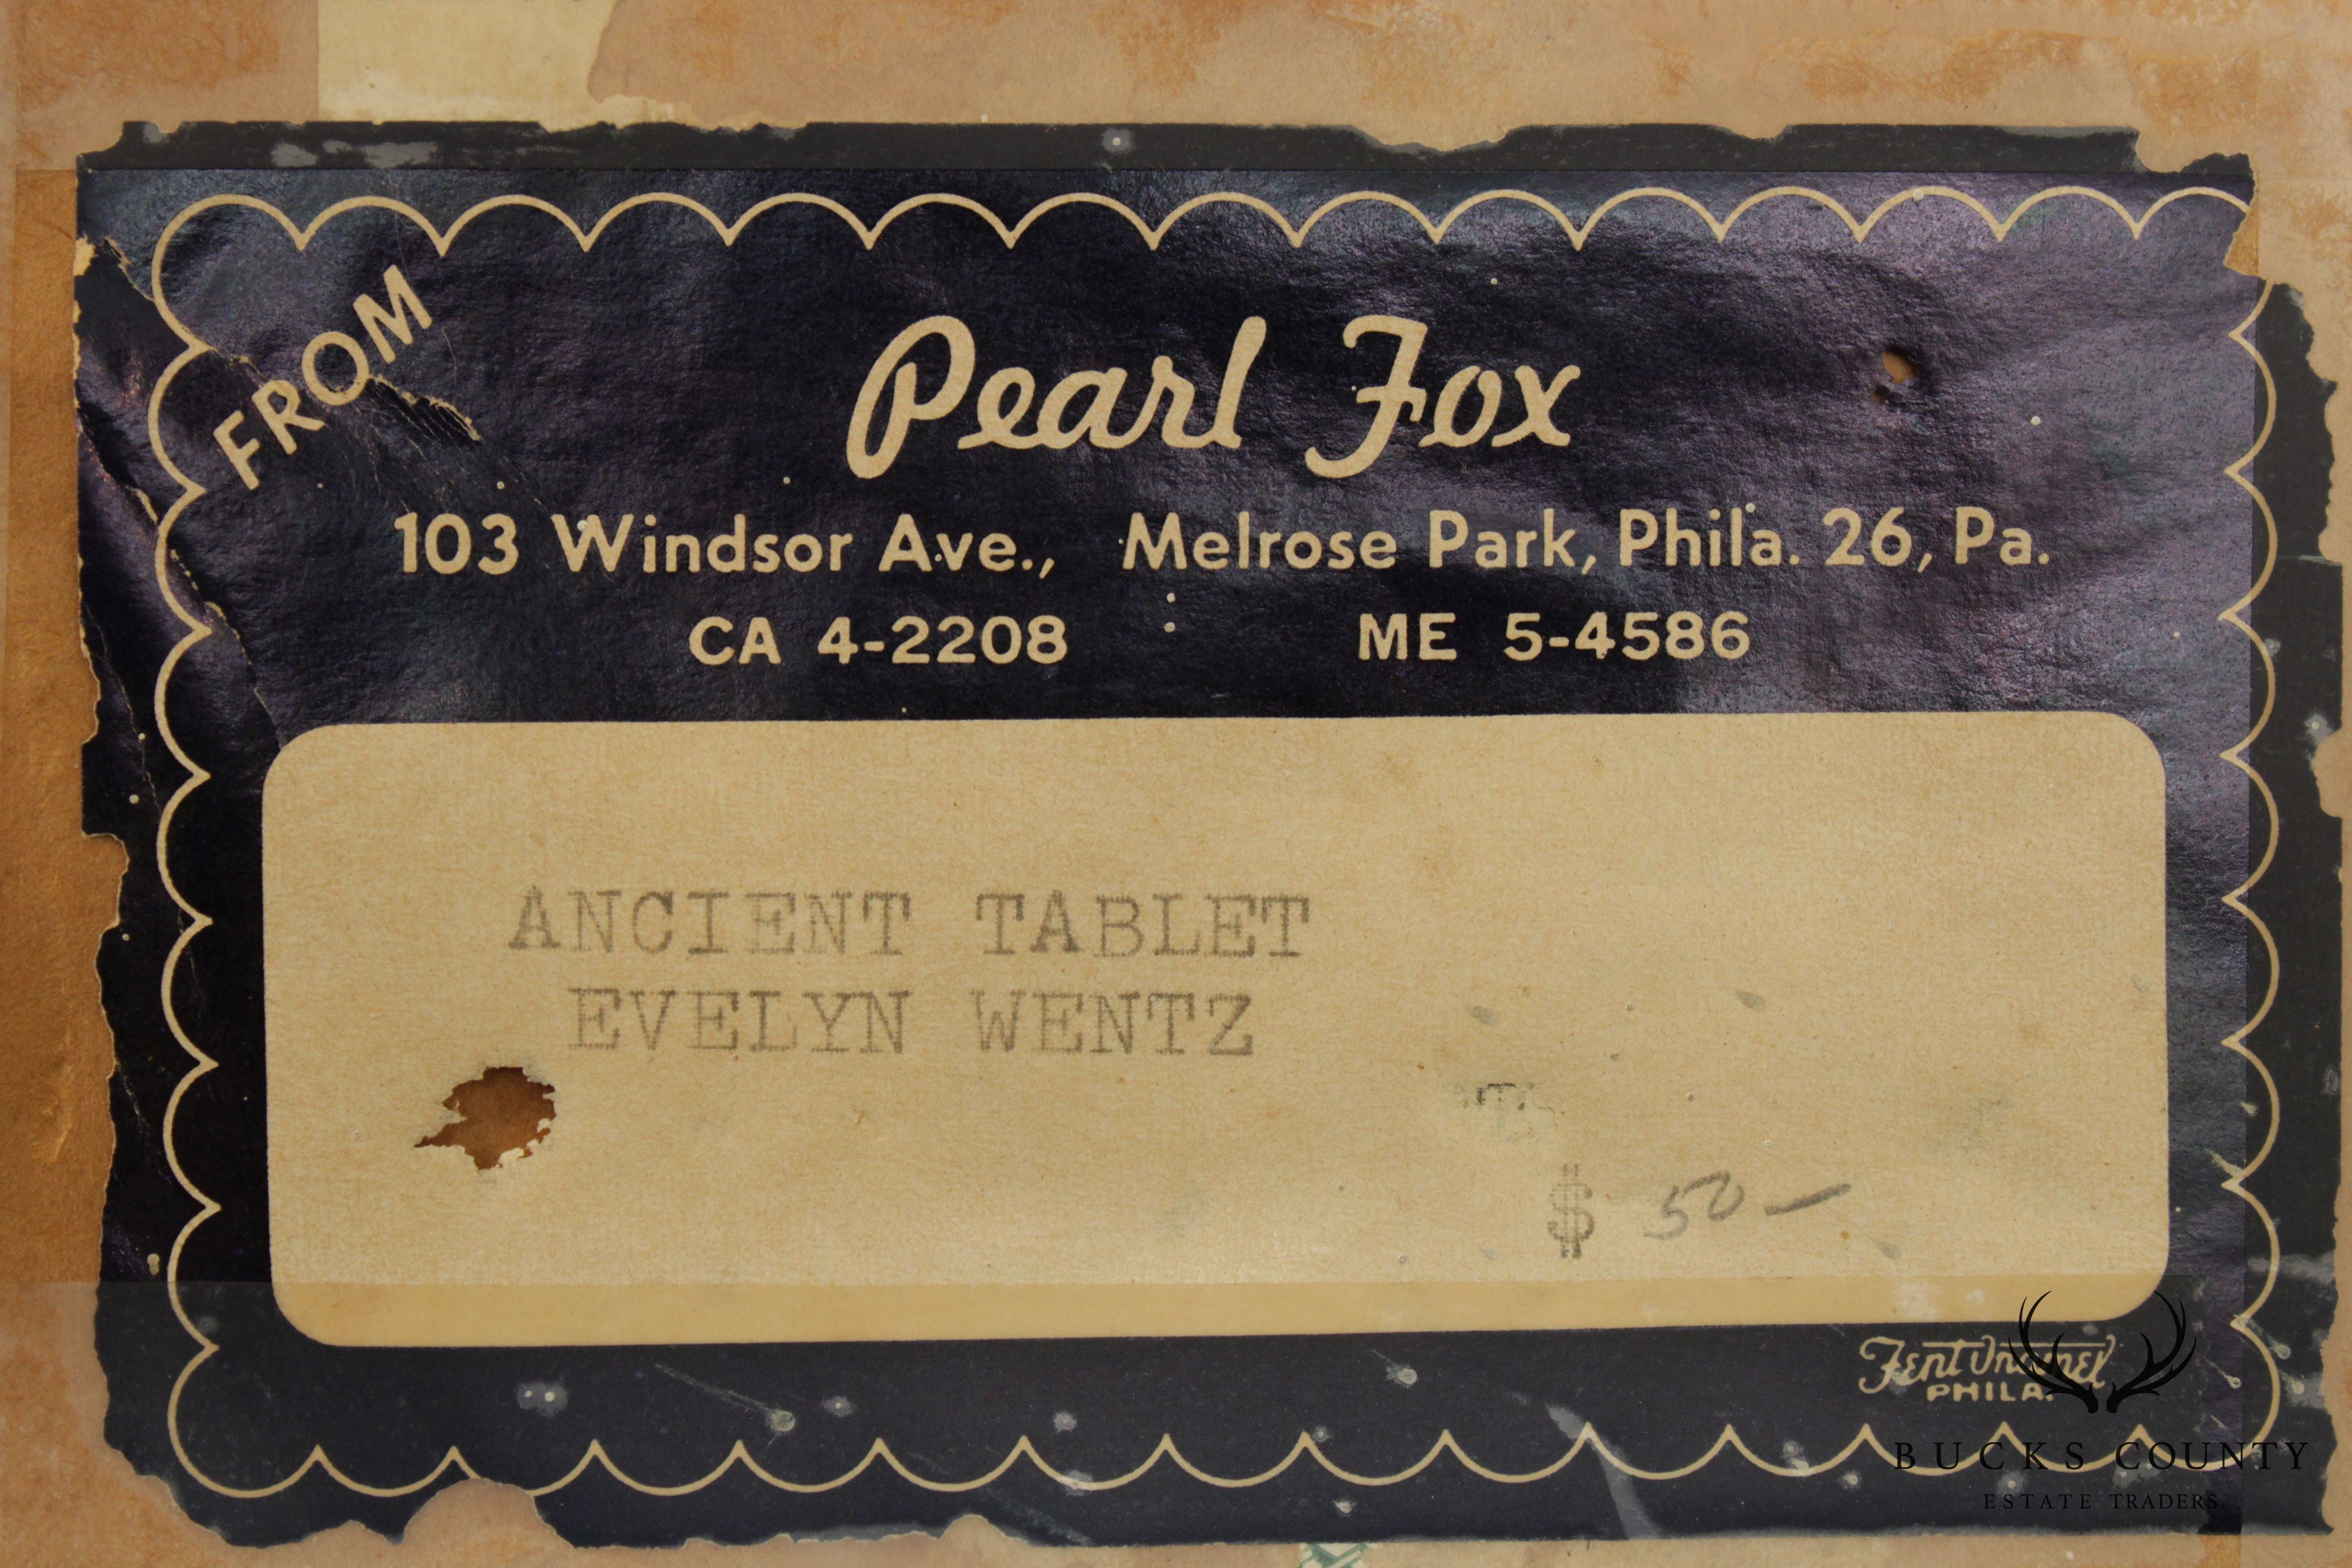 FROM
Pearl Fox
103 Windsor Ave., Melrose Park, Phila. 26, Pa.
CA 4-2208 ME 5-4586
ANCIENT TABLET
EVELYN WENTZ
$ 50-
PHILA.
BUCKS COUNTY
ESTATE TRADERS